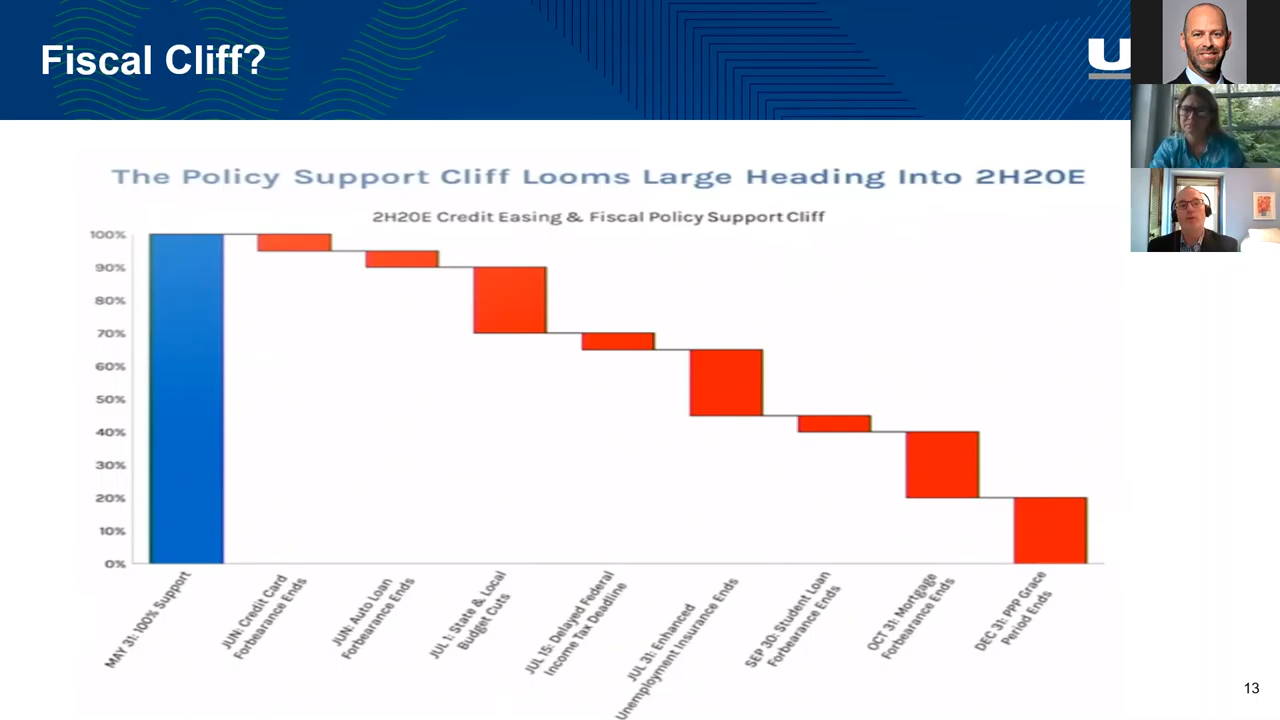 Fiscal Cliff?
U
The Policy Support Cliff Looms Large Heading Into 2H20E
2H20E Credit Easing & Fiscal Policy Support Cliff
100%
90%
80%
70%
60%
50%
40%
30%
20%
10%
0%
MAY 31: 100% Support
JUN: Credit Card
Forbearance Ends
JUN: Auto Loan
Forbearance Ends
JUL 1: State & Local
Budget Cuts
JUL 15: Delayed Federal
Income Tax Deadline
JUL 31: Enhanced
Unemployment Insurance Ends
SEP 30: Student Loan
Forbearance Ends
OCT 31: Mortgage
Forbearance Ends
DEC 31: PPP Grace
Period Ends
13